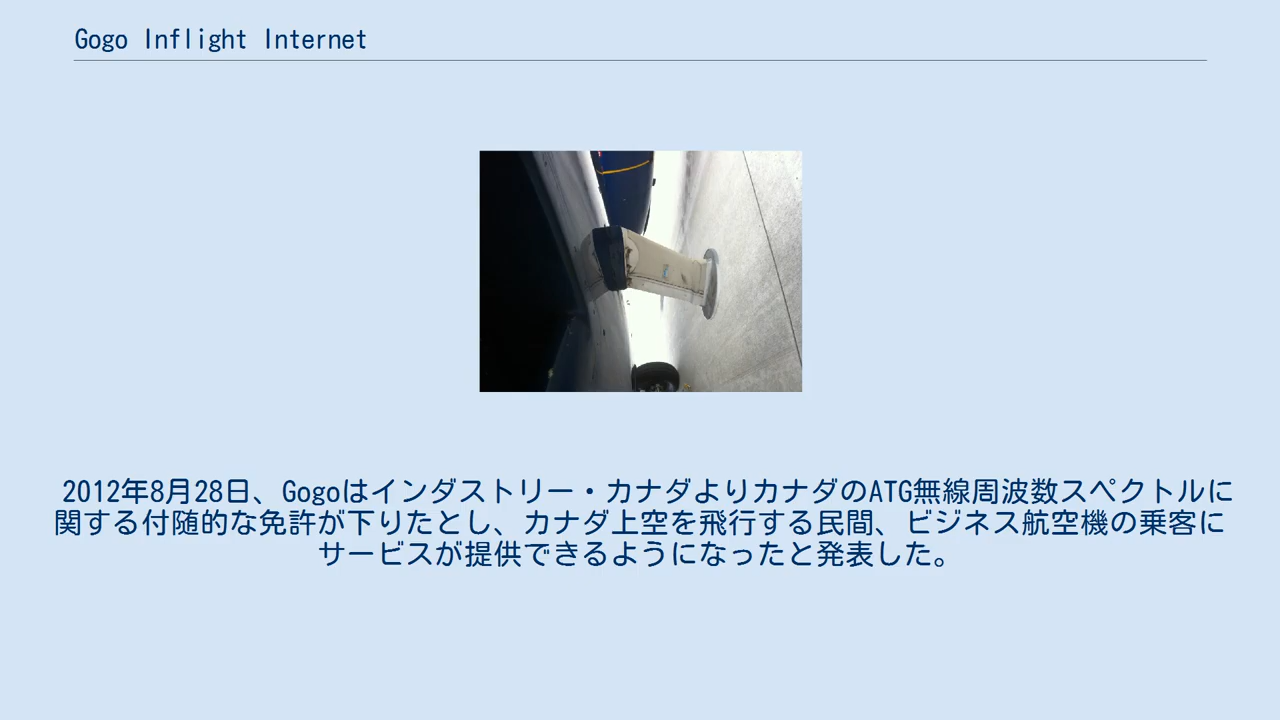 Gogo Inflight Internet
2012年8月28日、Gogoはインダストリー・カナダよりカナダのATG無線周波数スペクトルに
関する付随的な免許が下りたとし、カナダ上空を飛行する民間、ビジネス航空機の乗客に
サービスが提供できるようになったと発表した。